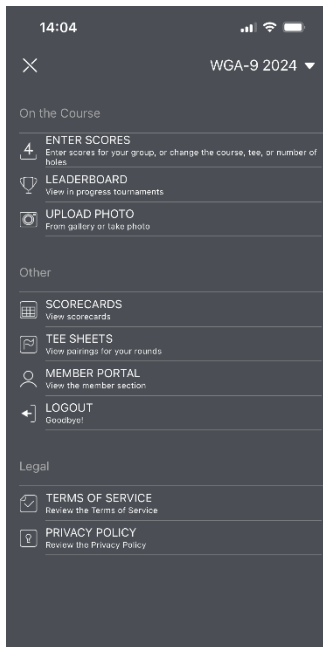 14:04
WGA-9 2024
On the Course
4
ENTER SCORES
Enter scores for your group, or change the course, tee, or number of
holes
LEADERBOARD
View in progress tournaments
UPLOAD PHOTO
From gallery or take photo
Other
SCORECARDS
View scorecards
TEE SHEETS
View pairings for your rounds
MEMBER PORTAL
View the member section
LOGOUT
Goodbye!
Legal
TERMS OF SERVICE
Review the Terms of Service
PRIVACY POLICY
Review the Privacy Policy